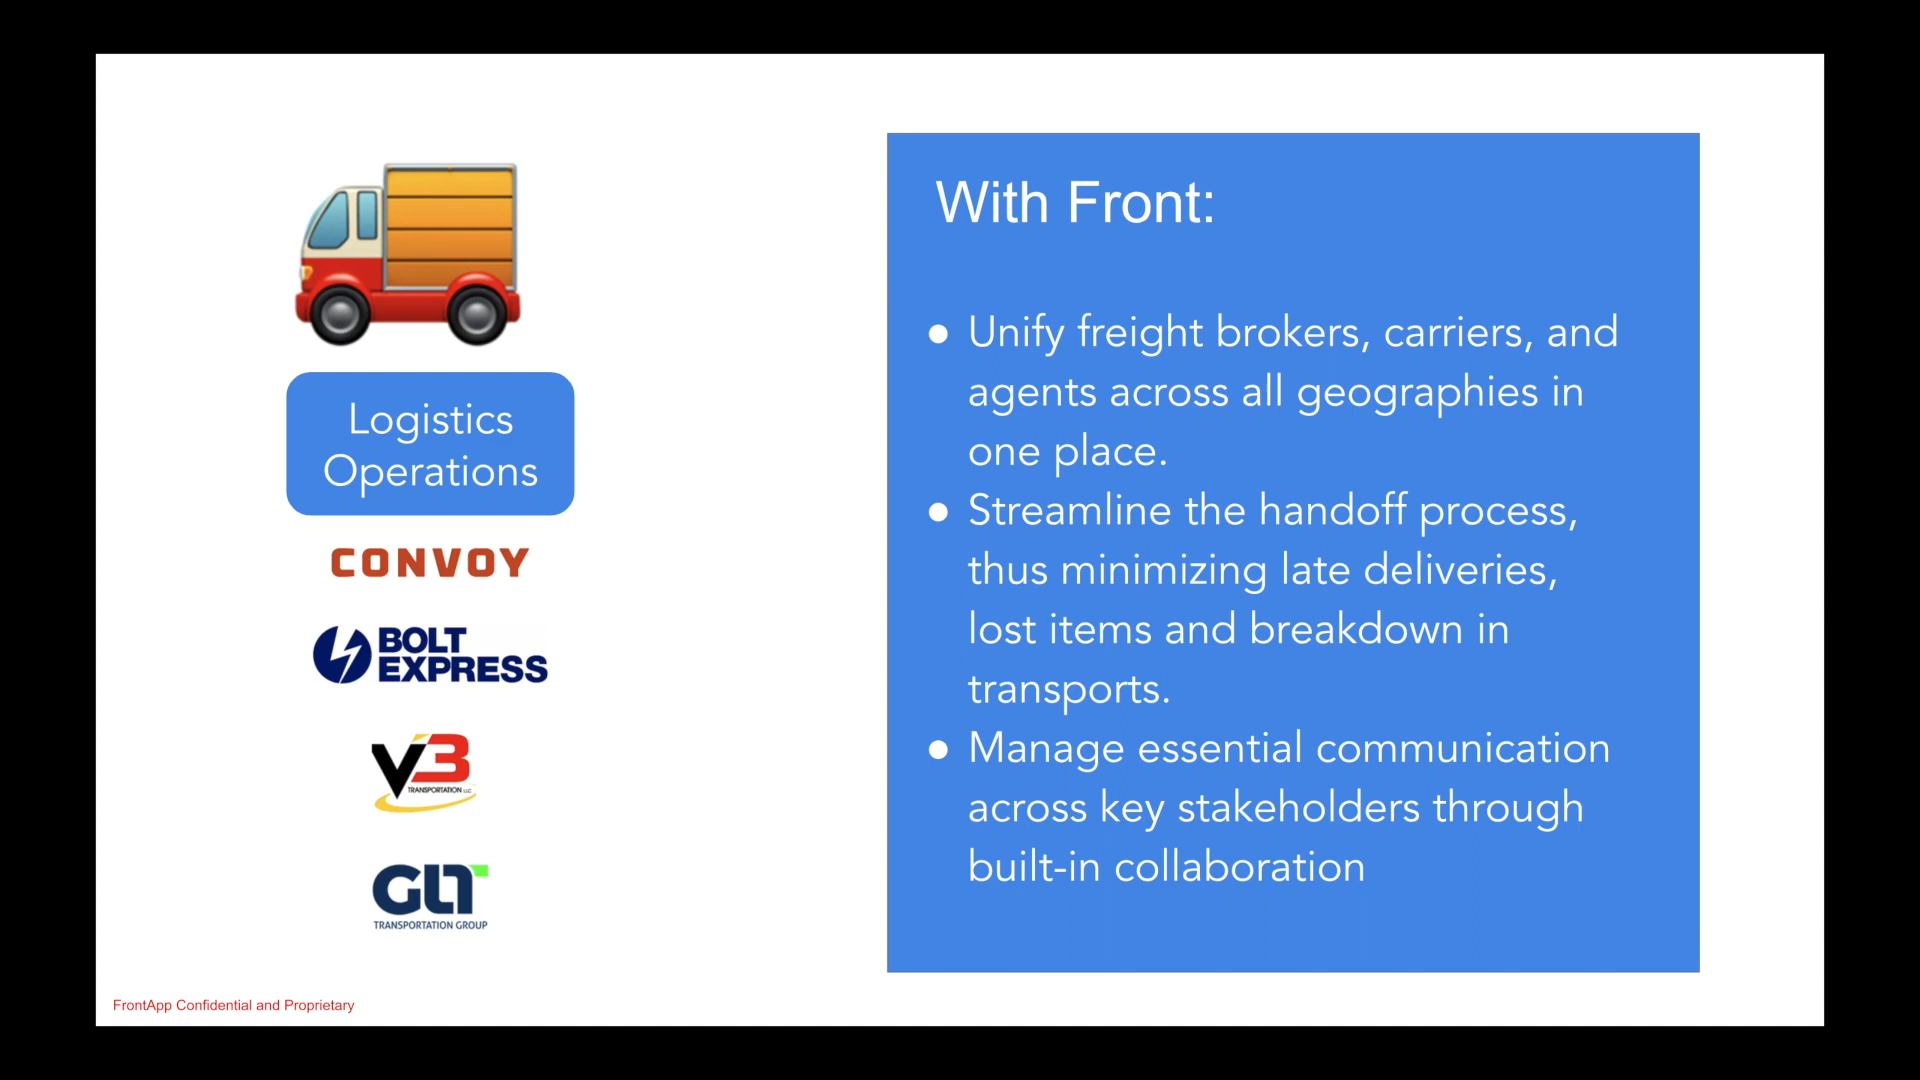 Logistics
Operations
CONVOY
BOLT
EXPRESS
V3
TRANSPORTATION LLC
GLT
TRANSPORTATION GROUP
FrontApp Confidential and Proprietary
With Front:
● Unify freight brokers, carriers, and
agents across all geographies in
one place.
● Streamline the handoff process,
thus minimizing late deliveries,
lost items and breakdown in
transports.
● Manage essential communication
across key stakeholders through
built-in collaboration